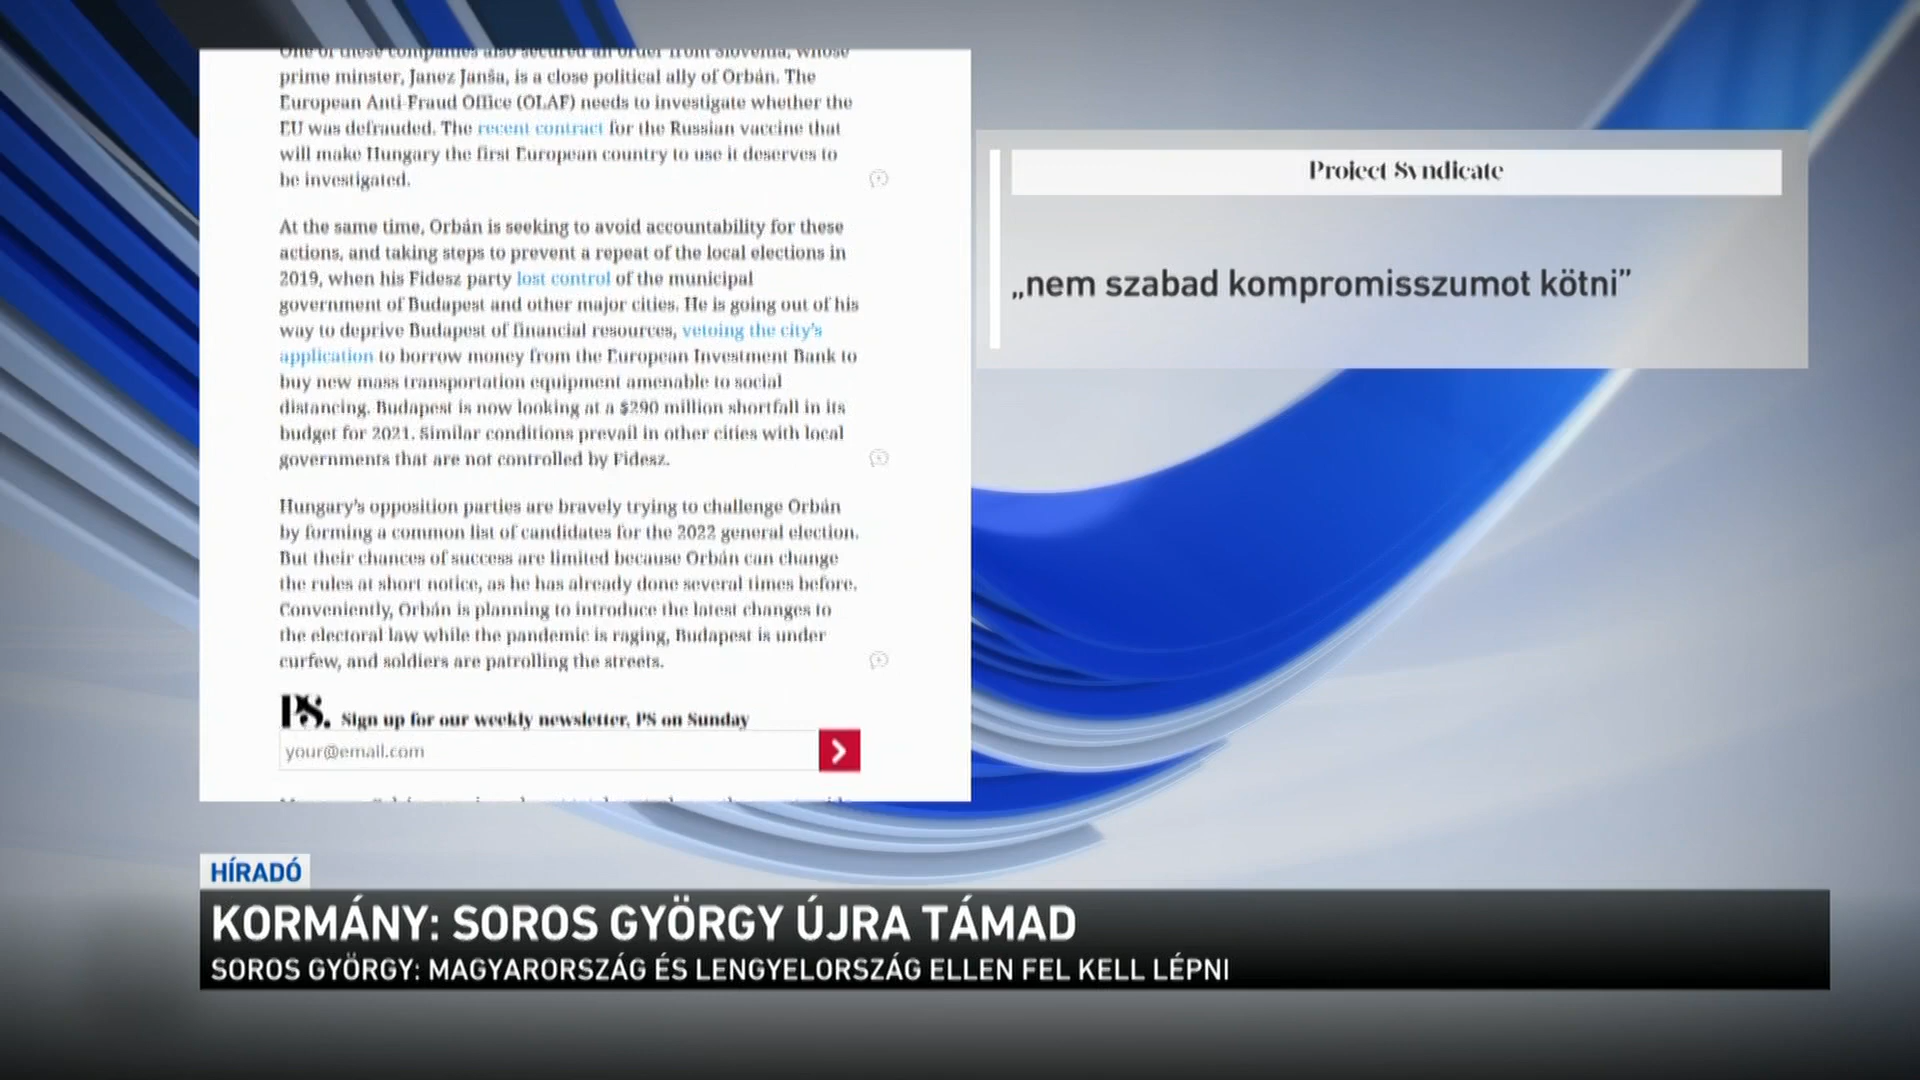 One of these companies also secured an order from Slovenia, whose
prime minster, Janez Janša, is a close political ally of Orbán. The
European Anti-Fraud Office (OLAF) needs to investigate whether the
EU was defrauded. The recent contract for the Russian vaccine that
will make Hungary the first European country to use it deserves to
be investigated.
At the same time, Orbán is seeking to avoid accountability for these
actions, and taking steps to prevent a repeat of the local elections in
2019, when his Fidesz party lost control of the municipal
government of Budapest and other major cities. He is going out of his
way to deprive Budapest of financial resources, vetoing the city's
application to borrow money from the European Investment Bank to
buy new mass transportation equipment amenable to social
distancing. Budapest is now looking at a $290 million shortfall in its
budget for 2021. Similar conditions prevail in other cities with local
governments that are not controlled by Fidesz.
Hungary's opposition parties are bravely trying to challenge Orbán
by forming a common list of candidates for the 2022 general election.
But their chances of success are limited because Orbán can change
the rules at short notice, as he has already done several times before.
Conveniently, Orbán is planning to introduce the latest changes to
the electoral law while the pandemic is raging, Budapest is under
curfew, and soldiers are patrolling the streets.
PS. Sign up for our weekly newsletter, PS on Sunday
your@email.com
Project Syndicate
„nem szabad kompromisszumot kötni”
HÍRADÓ
KORMÁNY: SOROS GYÖRGY ÚJRA TÁMAD
SOROS GYÖRGY: MAGYARORSZÁG ÉS LENGYELORSZÁG ELLEN FEL KELL LÉPNI